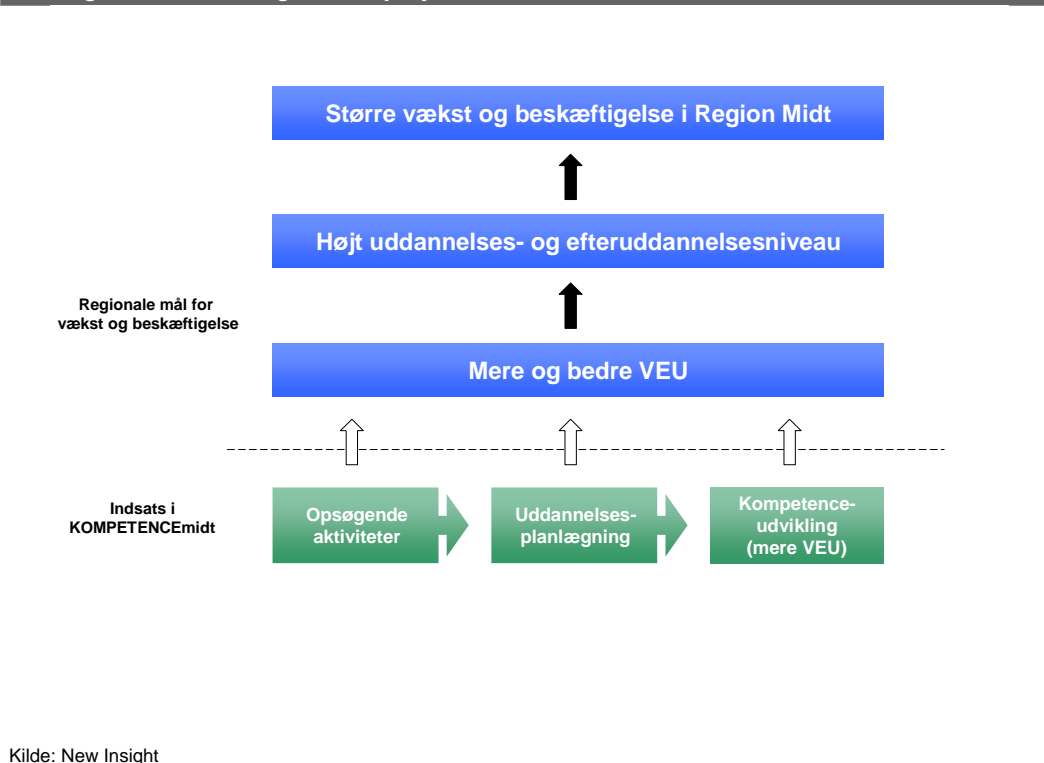 Større vækst og beskæftigelse i Region Midt
Højt uddannelses- og efteruddannelsesniveau
Regionale mål for
vækst og beskæftigelse
Mere og bedre VEU
Indsats i
KOMPETENCEmidt
Opsøgende
aktiviteter
Uddannelses-
planlægning
Kompetence-
udvikling
(mere VEU)
Kilde: New Insight